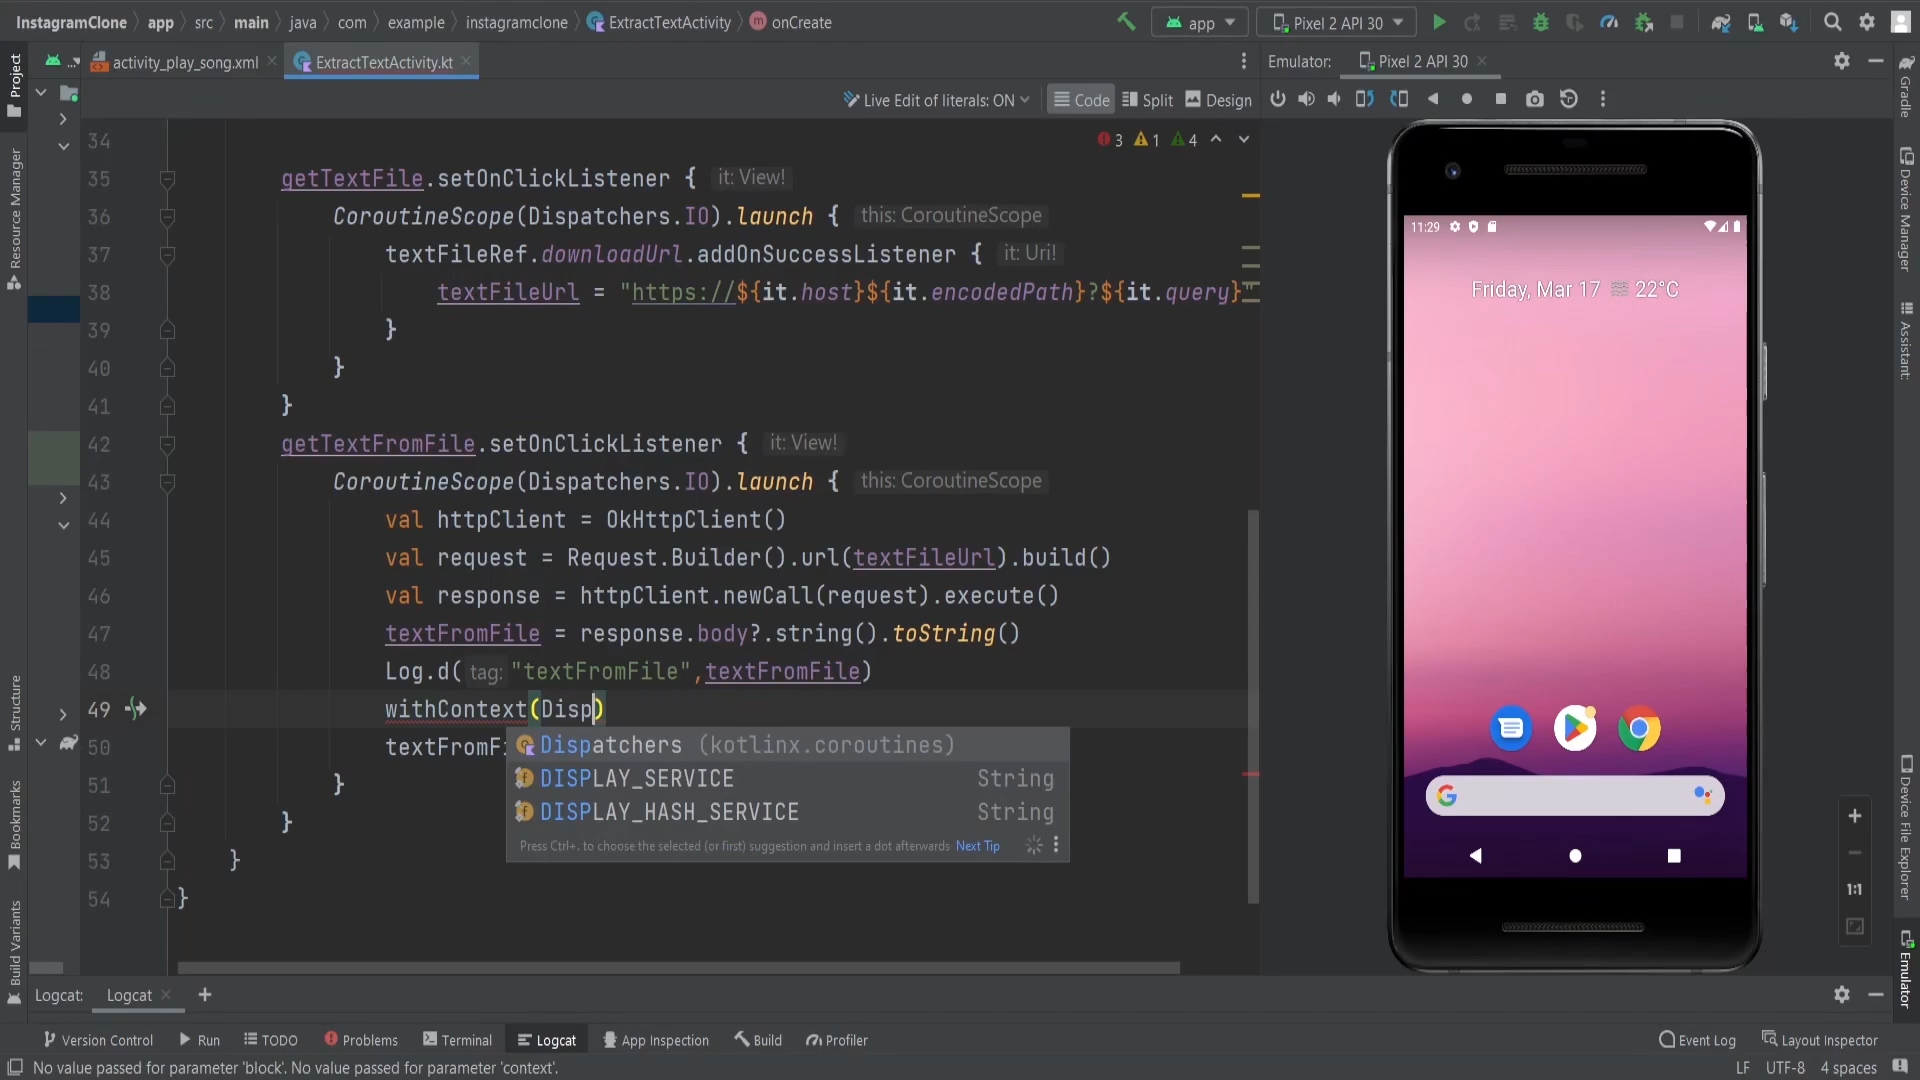 InstagramClone app src main java com example instagramclone ExtractTextActivity onCreate app Pixel 2 API 30
activity_play_song.xml ExtractTextActivity.kt Emulator: Pixel 2 API 30
Live Edit of literals: ON Code Split Design
Project
Resource Manager
Structure
Bookmarks
Build Variants
3 1 4
34
35 getTextFile.setOnClickListener { it: View!
36 CoroutineScope(Dispatchers.IO).launch { this: CoroutineScope
37 textFileRef.downloadUrl.addOnSuccessListener { it: Uri!
38 textFileUrl = "https://${it.host}${it.encodedPath}?${it.query}"
39 }
40 }
41 }
42 getTextFromFile.setOnClickListener { it: View!
43 CoroutineScope(Dispatchers.IO).launch { this: CoroutineScope
44 val httpClient = OkHttpClient()
45 val request = Request.Builder().url(textFileUrl).build()
46 val response = httpClient.newCall(request).execute()
47 textFromFile = response.body?.string().toString()
48 Log.d( tag: "textFromFile",textFromFile)
49 withContext(Disp)
50 textFromFi
51 }
52 }
53 }
54 }
Dispatchers (kotlinx.coroutines)
DISPLAY_SERVICE String
DISPLAY_HASH_SERVICE String
Press Ctrl+. to choose the selected (or first) suggestion and insert a dot afterwards Next Tip
11:29
Friday, Mar 17 22°C
G
1:1
Gradle
Device Manager
Assistant:
Device File Explorer
Emulator
Logcat: Logcat
Version Control Run TODO Problems Terminal Logcat App Inspection Build Profiler Event Log Layout Inspector
No value passed for parameter 'block'. No value passed for parameter 'context'. LF UTF-8 4 spaces